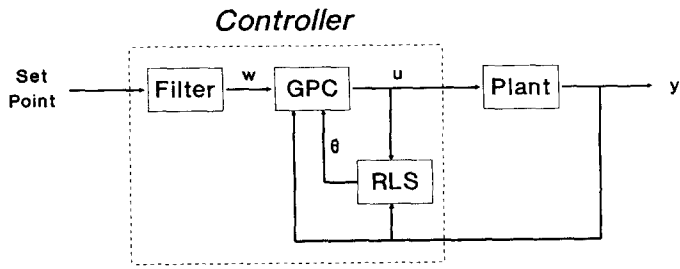 Controller
Set
Point
Filter
w
GPC
u
Plant
y
θ̂
RLS